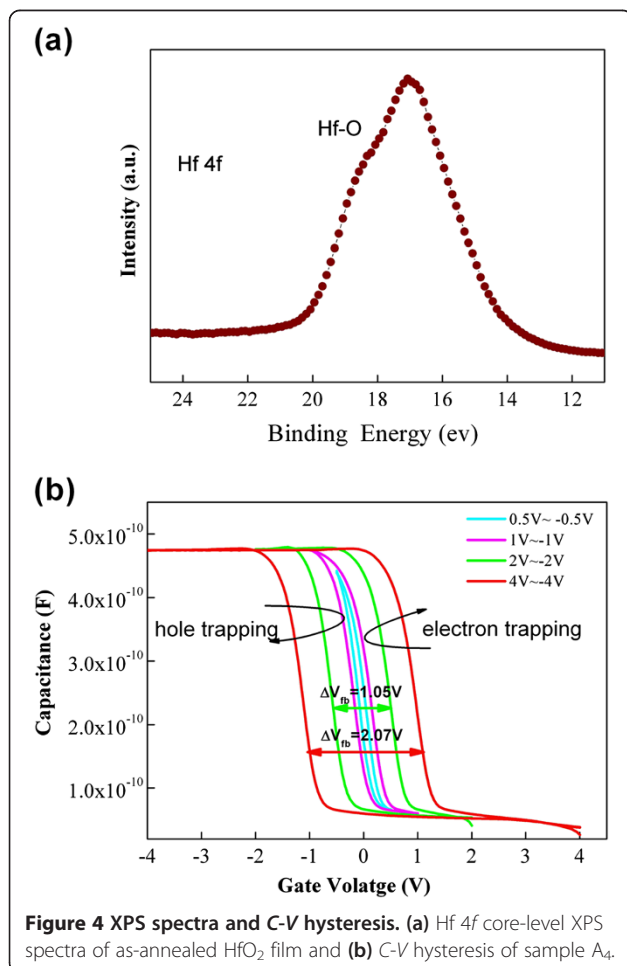 (a)
Hf-O
Hf 4f
Intensity (a.u.)
24 22 20 18 16 14 12
Binding Energy (ev)
(b)
0.5V~ -0.5V
1V~-1V
2V~-2V
4V~-4V
5.0x10⁻¹⁰
4.0x10⁻¹⁰
3.0x10⁻¹⁰
2.0x10⁻¹⁰
1.0x10⁻¹⁰
Capacitance (F)
hole trapping
electron trapping
ΔV_fb=1.05V
ΔV_fb=2.07V
-4 -3 -2 -1 0 1 2 3 4
Gate Volatge (V)
Figure 4 XPS spectra and C-V hysteresis. (a) Hf 4f core-level XPS
spectra of as-annealed HfO₂ film and (b) C-V hysteresis of sample A₄.